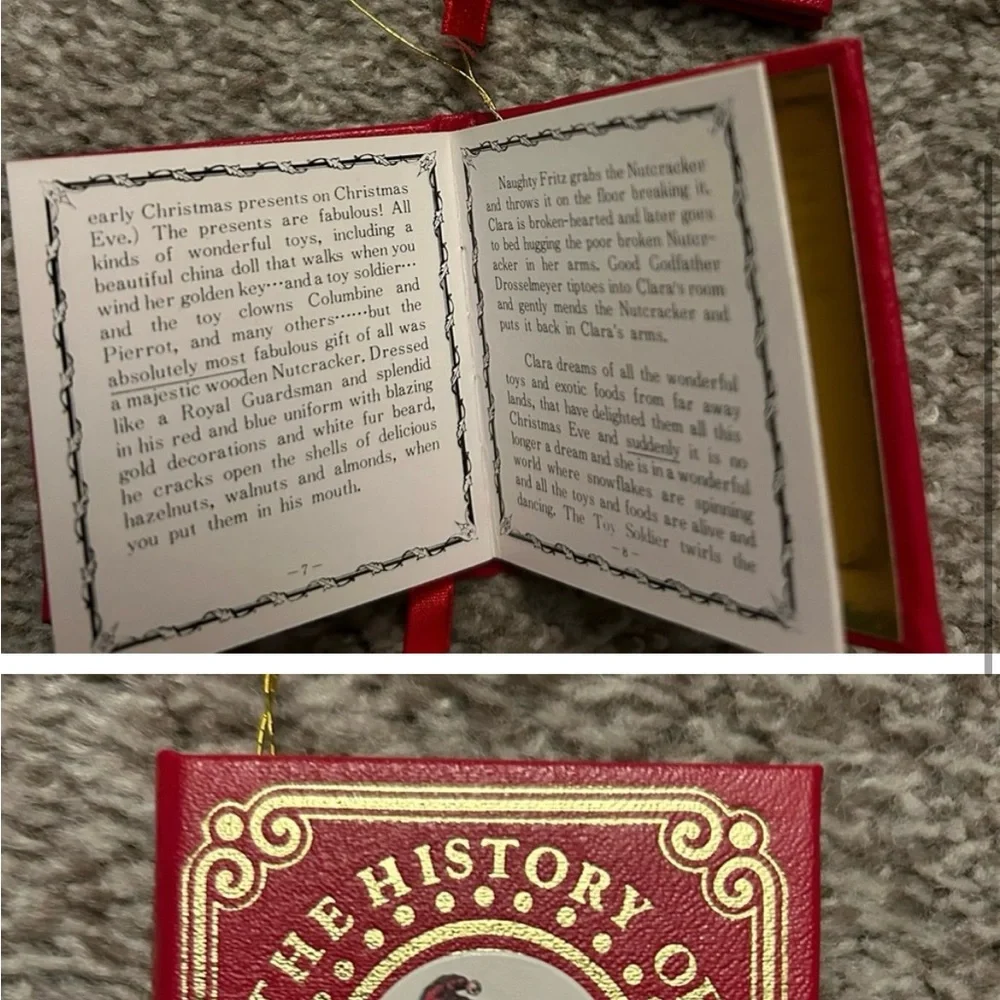 early Christmas presents on Christmas
Eve.) The presents are fabulous! All
kinds of wonderful toys, including a
beautiful china doll that walks when you
wind her golden key···and a toy soldier···
and the toy clowns Columbine and
Pierrot, and many others······but the
absolutely most fabulous gift of all was
a majestic wooden Nutcracker. Dressed
like a Royal Guardsman and splendid
in his red and blue uniform with blazing
gold decorations and white fur beard,
he cracks open the shells of delicious
hazelnuts, walnuts and almonds, when
you put them in his mouth.
—7—
Naughty Fritz grabs the Nutcracker
and throws it on the floor breaking it.
Clara is broken-hearted and later goes
to bed hugging the poor broken Nutcr-
acker in her arms. Good Godfather
Drosselmeyer tiptoes into Clara's room
and gently mends the Nutcracker and
puts it back in Clara's arms.
Clara dreams of all the wonderful
toys and exotic foods from far away
lands, that have delighted them all this
Christmas Eve and suddenly it is no
longer a dream and she is in a wonderful
world where snowflakes are spinning
and all the toys and foods are alive and
dancing. The Toy Soldier twirls the
—8—
THE HISTORY OF